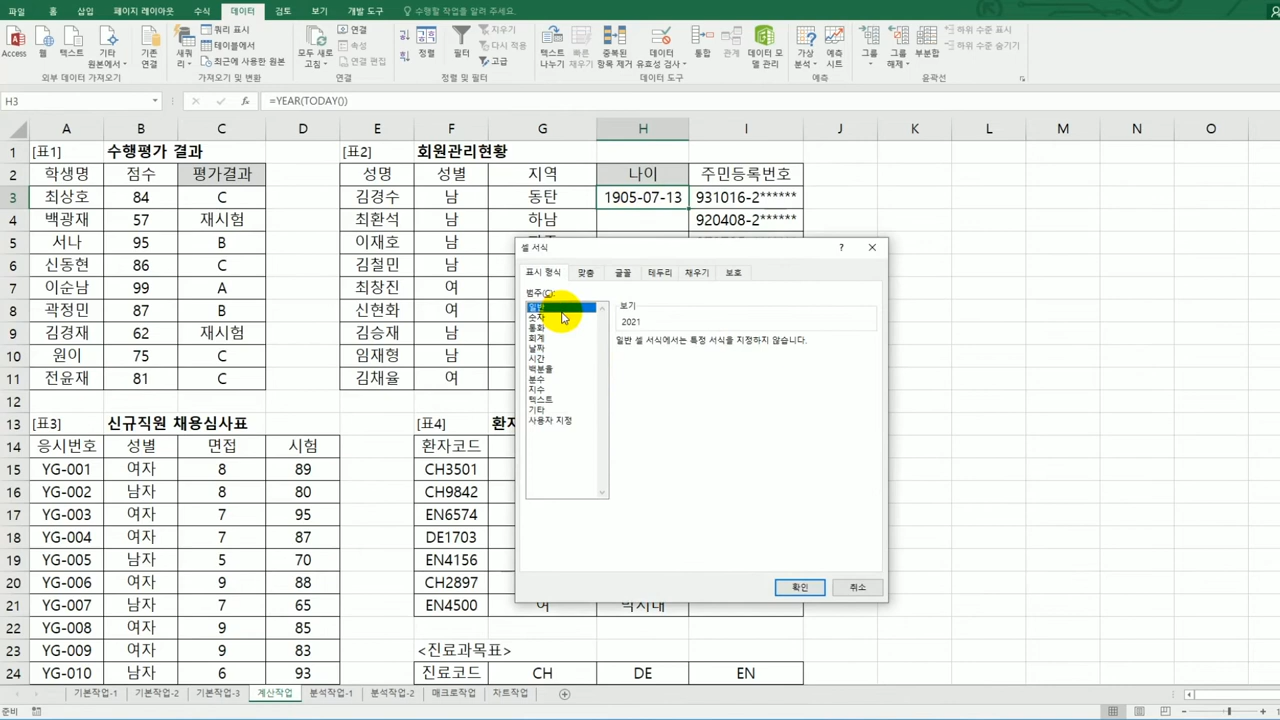 파일 홈 삽입 페이지 레이아웃 수식 데이터 검토 보기 개발 도구 수행할 작업을 알려 주세요.
Access 웹 텍스트 기타 원본에서 기존 연결 새쿼리 쿼리 표시 테이블에서 최근에 사용한 원본 모두 새로 고침 연결 속성 연결 편집 정렬 필터 지우기 다시 적용 고급 텍스트 나누기 빠른 채우기 중복된 항목 제거 데이터 유효성 검사 통합 관계 데이터 모델 관리 가상 분석 예측 시트 그룹 그룹 해제 부분합 하위 수준 표시 하위 수준 숨기기
외부 데이터 가져오기 가져오기 및 변환 연결 정렬 및 필터 데이터 도구 예측 윤곽선
H3 fx =YEAR(TODAY())
A B C D E F G H I J K L M N O
1 [표1] 수행평가 결과 [표2] 회원관리현황
2 학생명 점수 평가결과 성명 성별 지역 나이 주민등록번호
3 최상호 84 C 김경수 남 동탄 1905-07-13 931016-2******
4 백광재 57 재시험 최환석 남 하남 920408-2******
5 서나 95 B 이재호 남
6 신동현 86 C 김철민 남
7 이순남 99 A 최창진 여
8 곽정민 87 B 신현화 여
9 김경재 62 재시험 김승재 남
10 원이 75 C 임재형 남
11 전윤재 81 C 김채율 여
12
13 [표3] 신규직원 채용심사표 [표4]
14 응시번호 성별 면접 시험 환자코드
15 YG-001 여자 8 89 CH3501
16 YG-002 남자 8 80 CH9842
17 YG-003 여자 7 95 EN6574
18 YG-004 여자 7 87 DE1703
19 YG-005 남자 5 70 EN4156
20 YG-006 여자 9 88 CH2897
21 YG-007 남자 7 65 EN4500 여
22 YG-008 여자 9 85
23 YG-009 여자 9 83 <진료과목표>
24 YG-010 남자 6 93 진료코드 CH DE EN
셀 서식 ?
표시 형식 맞춤 글꼴 테두리 채우기 보호
범주(C):
일반
숫자
통화
회계
날짜
시간
백분율
분수
지수
텍스트
기타
사용자 지정
보기
2021
일반 셀 서식에서는 특정 서식을 지정하지 않습니다.
확인 취소
기본작업-1 기본작업-2 기본작업-3 계산작업 분석작업-1 분석작업-2 매크로작업 차트작업
준비